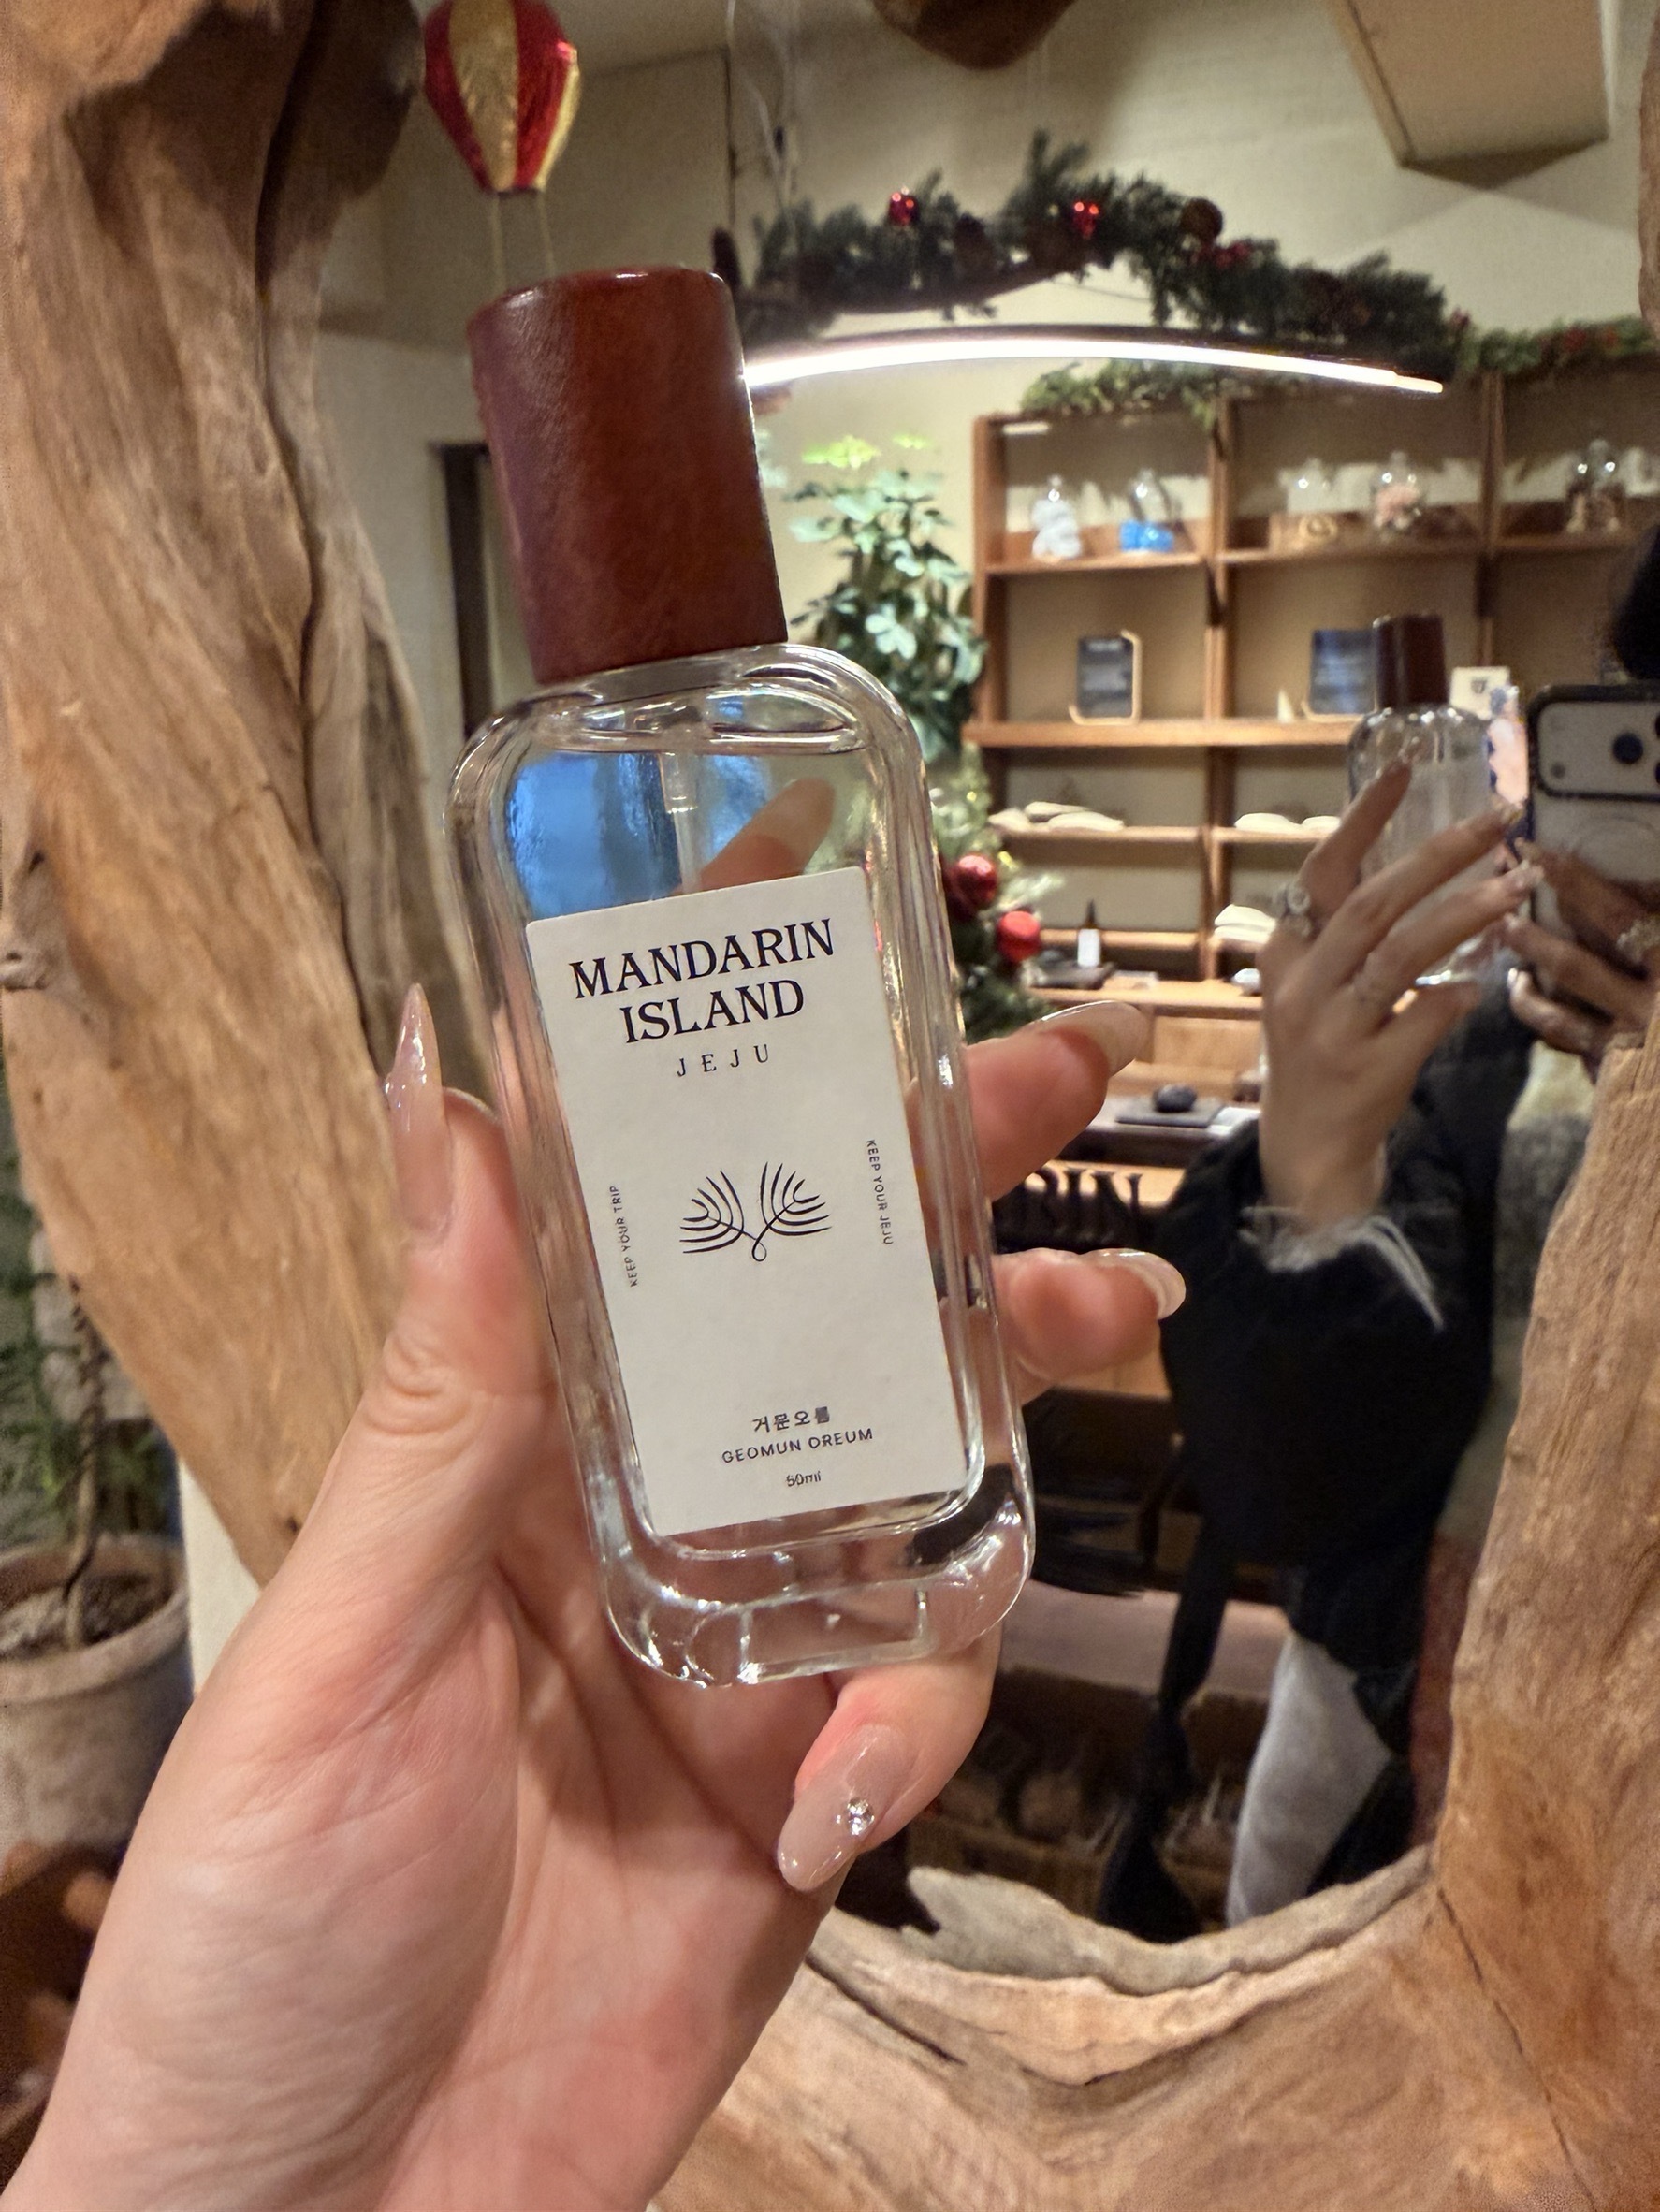 MANDARIN
ISLAND
JEJU
KEEP YOUR TRIP
KEEP YOUR JEJU
거문오름
GEOMUN OREUM
50ml